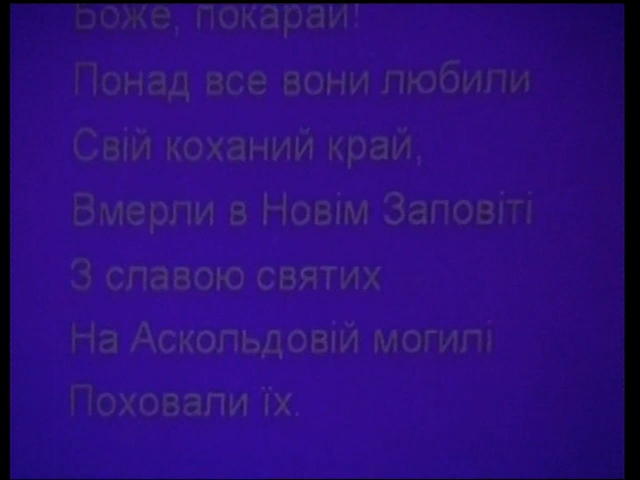 Боже, покарай!
Понад все вони любили
Свій коханий край,
Вмерли в Новім Заповіті
З славою святих
На Аскольдовій могилі
Поховали їх.